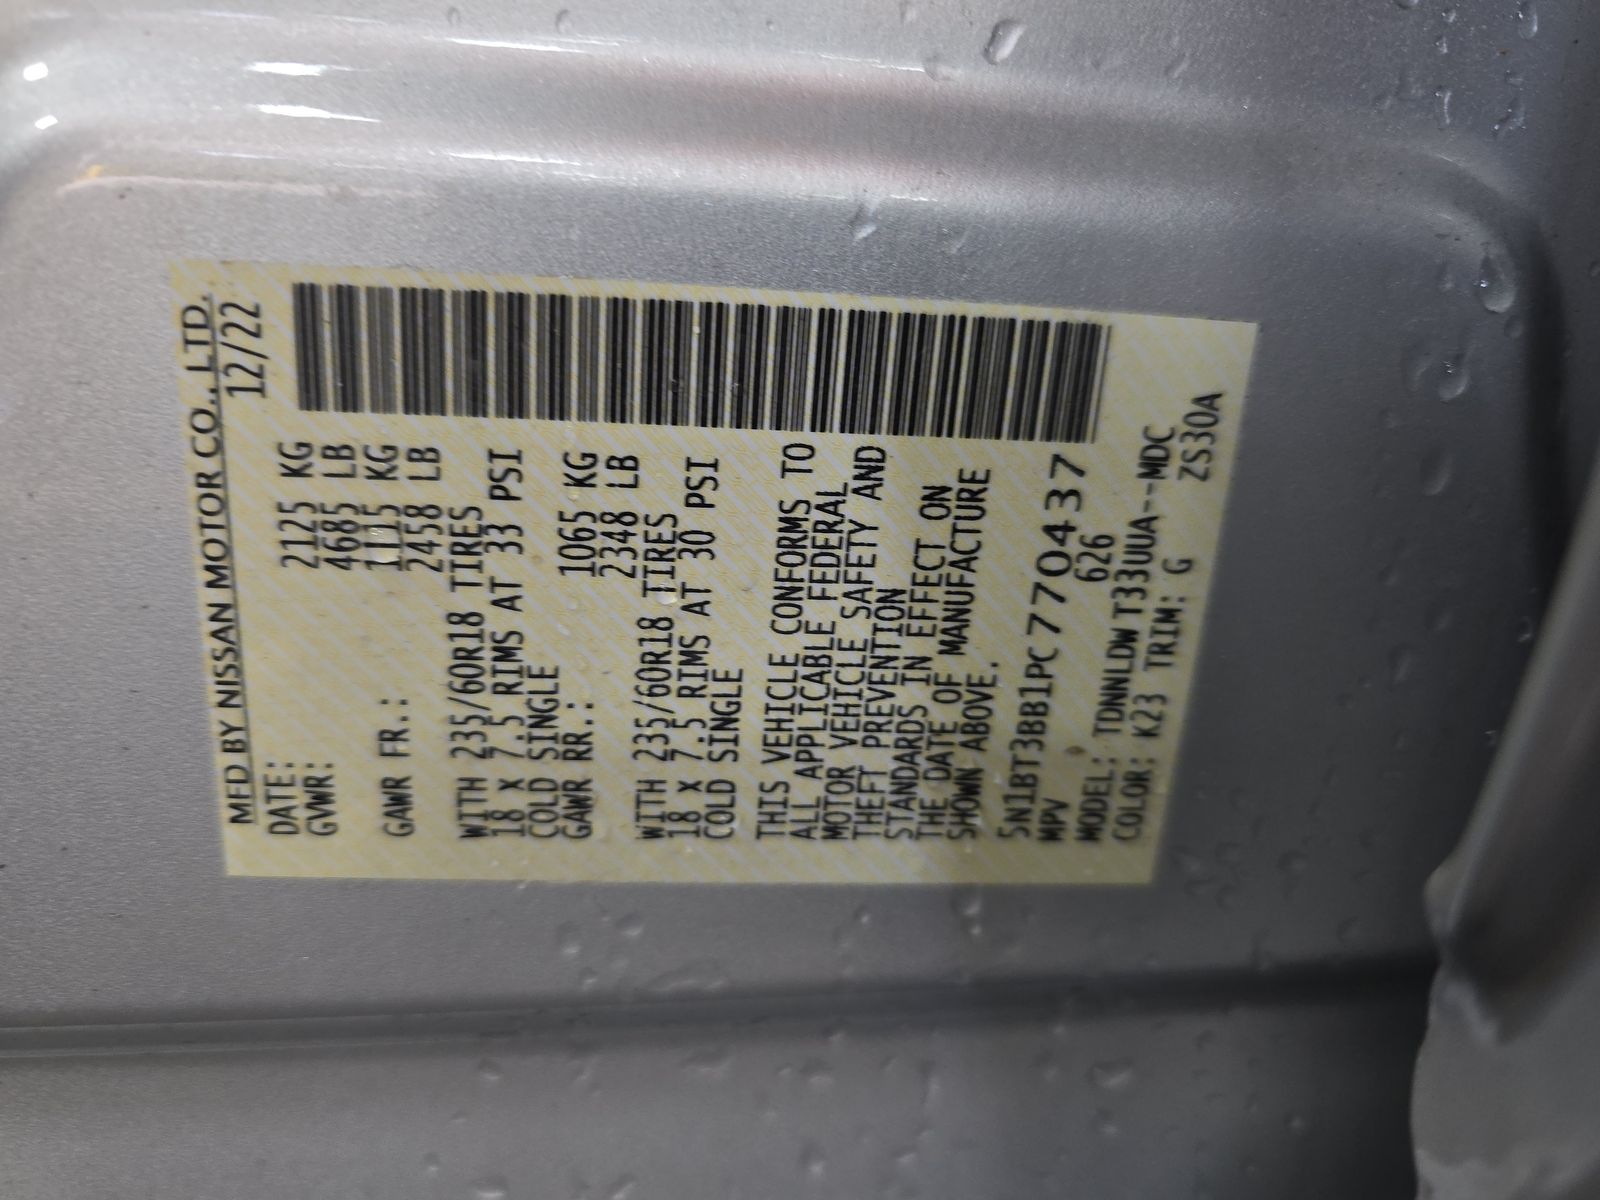 MFD BY NISSAN MOTOR CO., LTD.
DATE: 12/22
GVWR: 2125 KG
4685 LB
GAWR FR.: 1115 KG
2458 LB
WITH 235/60R18 TIRES
18 X 7.5 RIMS AT 33 PSI
COLD SINGLE
GAWR RR.: 1065 KG
2348 LB
WITH 235/60R18 TIRES
18 X 7.5 RIMS AT 30 PSI
COLD SINGLE
THIS VEHICLE CONFORMS TO
ALL APPLICABLE FEDERAL
MOTOR VEHICLE SAFETY AND
THEFT PREVENTION
STANDARDS IN EFFECT ON
THE DATE OF MANUFACTURE
SHOWN ABOVE.
5N1BT3BB1PC770437
MPV 626
MODEL: TDNNLDW T33UUA--MDC
COLOR: K23 TRIM: G ZS30A